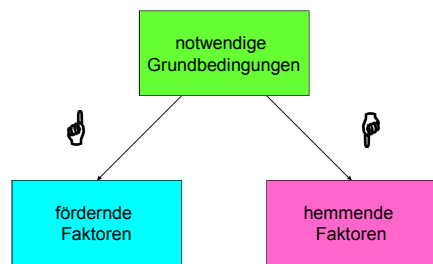 notwendige
Grundbedingungen
fördernde
Faktoren
hemmende
Faktoren